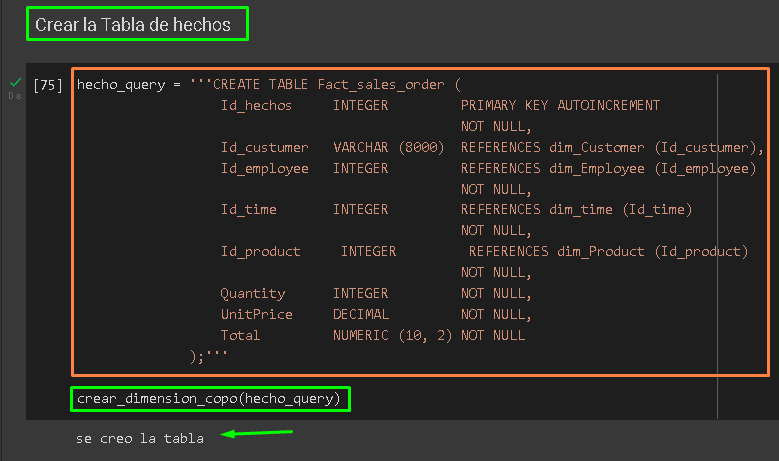 Crear la Tabla de hechos
[75] hecho_query = '''CREATE TABLE Fact_sales_order (
Id_hechos INTEGER PRIMARY KEY AUTOINCREMENT
NOT NULL,
Id_custumer VARCHAR (8000) REFERENCES dim_Customer (Id_custumer),
Id_employee INTEGER REFERENCES dim_Employee (Id_employee)
NOT NULL,
Id_time INTEGER REFERENCES dim_time (Id_time)
NOT NULL,
Id_product INTEGER REFERENCES dim_Product (Id_product)
NOT NULL,
Quantity INTEGER NOT NULL,
UnitPrice DECIMAL NOT NULL,
Total NUMERIC (10, 2) NOT NULL
);'''
crear_dimension_copo(hecho_query)
se creo la tabla